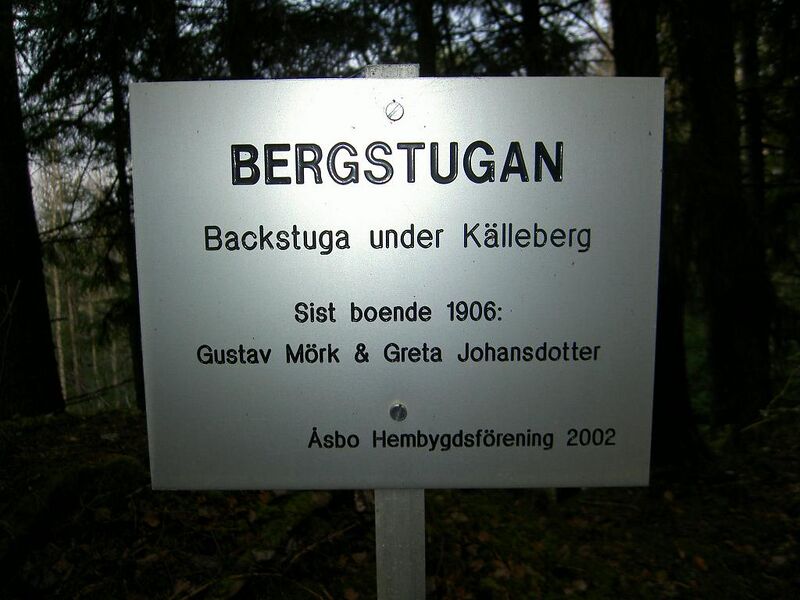 BERGSTUGAN
Backstuga under Källeberg
Sist boende 1906:
Gustav Mörk & Greta Johansdotter
Åsbo Hembygdsförening 2002